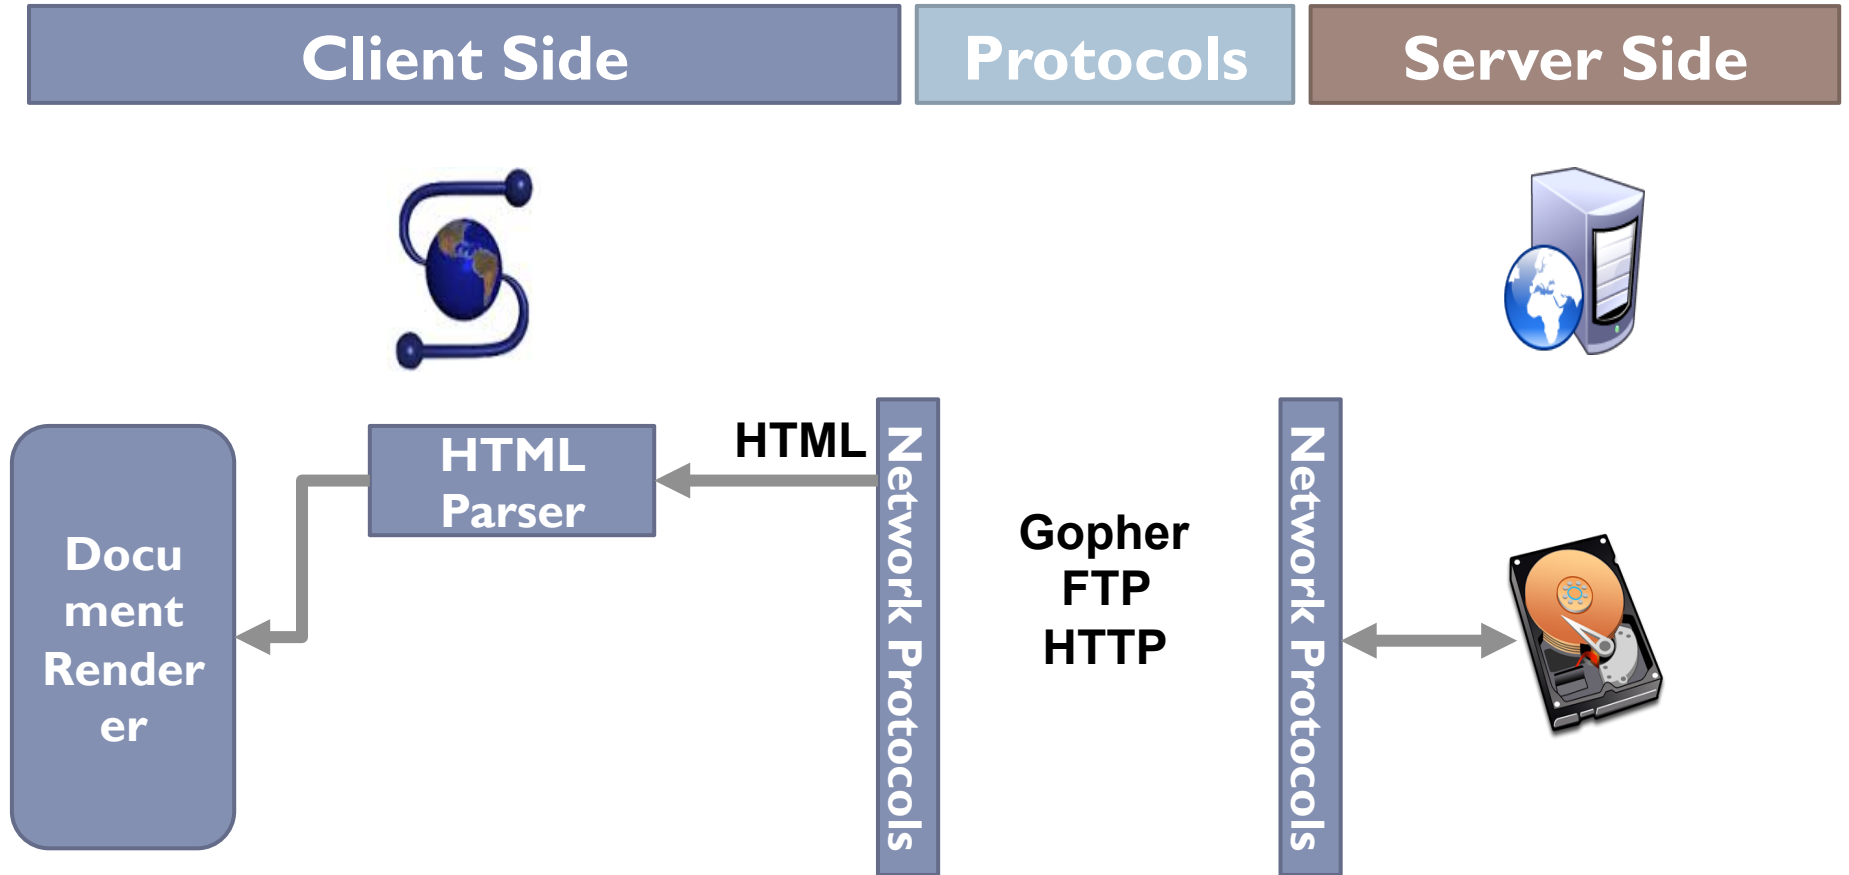 Client Side
Protocols
Server Side
HTML
Parser
HTML
Network Protocols
Gopher
FTP
HTTP
Network Protocols
Docu
ment
Render
er